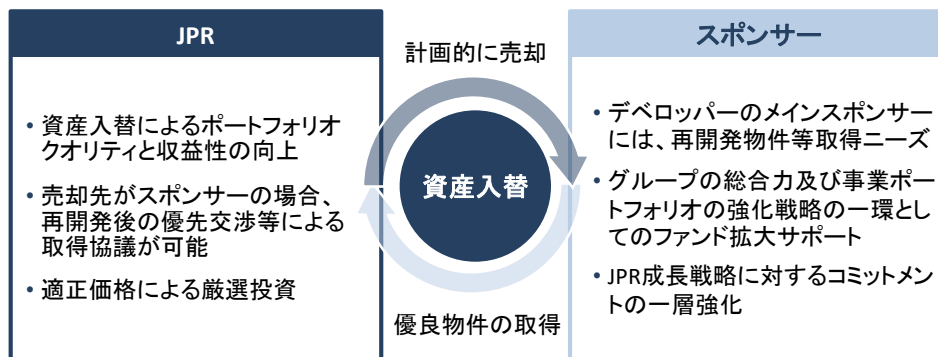 JPR
• 資産入替によるポートフォリオ
クオリティと収益性の向上
• 売却先がスポンサーの場合、
再開発後の優先交渉等による
取得協議が可能
• 適正価格による厳選投資
計画的に売却
資産入替
優良物件の取得
スポンサー
• デベロッパーのメインスポンサー
には、再開発物件等取得ニーズ
• グループの総合力及び事業ポー
トフォリオの強化戦略の一環とし
てのファンド拡大サポート
• JPR成長戦略に対するコミットメン
トの一層強化